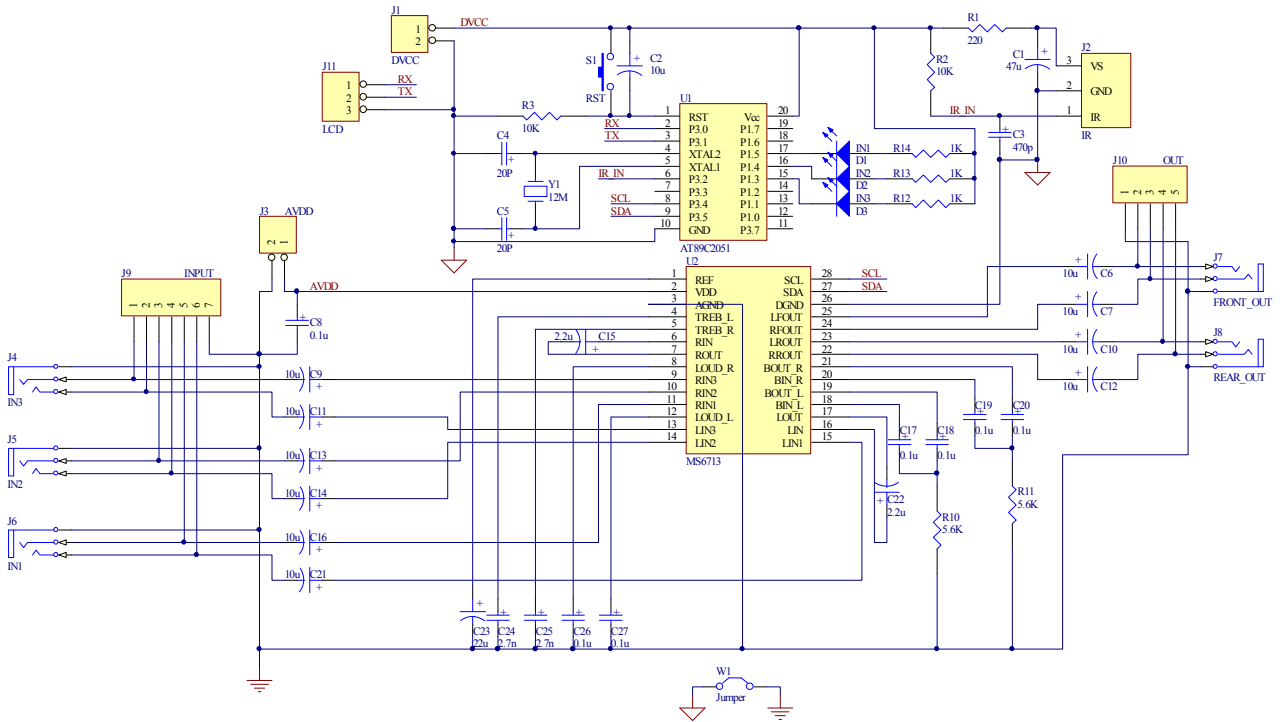 J1
1
2
DVCC
DVCC
J11
1
2
3
RX
TX
LCD
S1
RST
C2
10u
R3
10K
C4
20P
Y1
12M
C5
20P
U1
RX
TX
IR_IN
SCL
SDA
1 RST Vcc 20
2 P3.0 P1.7 19
3 P3.1 P1.6 18
4 XTAL2 P1.5 17
5 XTAL1 P1.4 16
6 P3.2 P1.3 15
7 P3.3 P1.2 14
8 P3.4 P1.1 13
9 P3.5 P1.0 12
10 GND P3.7 11
AT89C2051
IN1
D1
IN2
D2
IN3
D3
R14 1K
R13 1K
R12 1K
R1
220
R2
10K
C1
47u
IR_IN
C3
470p
J2
3 VS
2 GND
1 IR
IR
J10 OUT
1 2 3 4 5
J3 AVDD
2 1
AVDD
J9 INPUT
1 2 3 4 5 6 7
C8
0.1u
J4
IN3
J5
IN2
J6
IN1
10u C9
10u C11
10u C13
10u C14
10u C16
10u C21
2.2u C15
U2
1 REF SCL 28
2 VDD SDA 27
3 AGND DGND 26
4 TREB_L LFOUT 25
5 TREB_R RFOUT 24
6 RIN LROUT 23
7 ROUT RROUT 22
8 LOUD_R BOUT_R 21
9 RIN3 BIN_R 20
10 RIN2 BOUT_L 19
11 RIN1 BIN_L 18
12 LOUD_L LOUT 17
13 LIN3 LIN 16
14 LIN2 LIN1 15
MS6713
SCL
SDA
10u C6
10u C7
10u C10
10u C12
J7
FRONT_OUT
J8
REAR_OUT
C17
0.1u
C18
0.1u
C19
0.1u
C20
0.1u
C22
2.2u
R10
5.6K
R11
5.6K
C23
22u
C24
2.7n
C25
2.7n
C26
0.1u
C27
0.1u
W1
Jumper